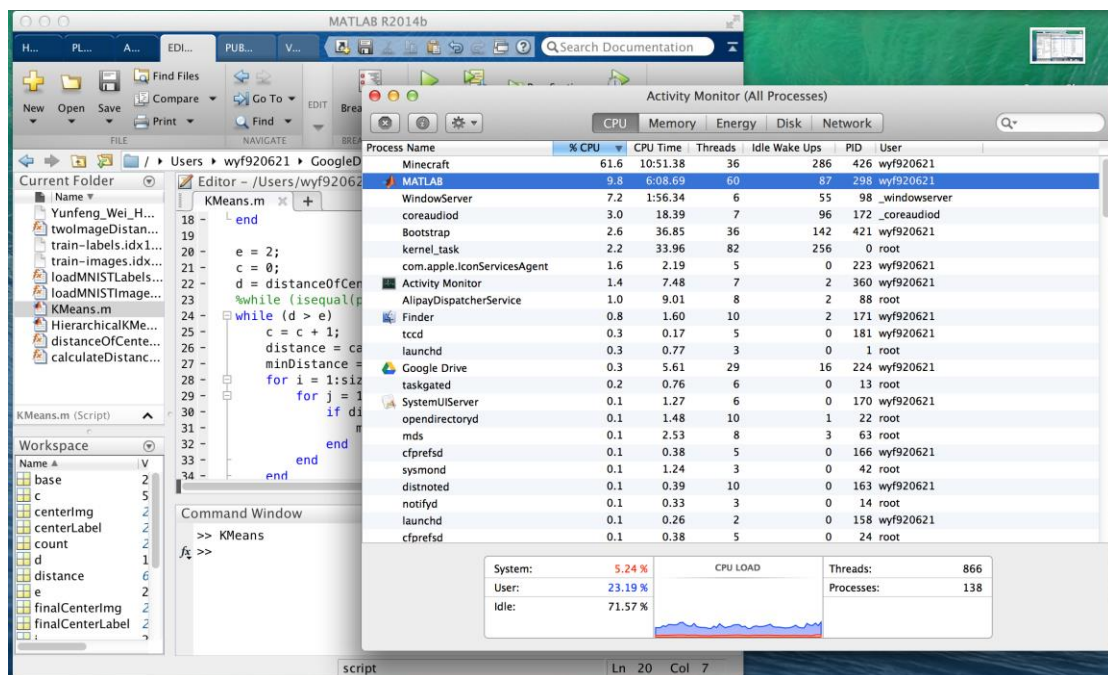 MATLAB R2014b
H... PL... A... EDI... PUB... V... Search Documentation
New Open Save Find Files Compare Print Go To Find EDIT Brea
FILE NAVIGATE BREA
/ Users wyf920621 GoogleD
Current Folder
Name
Yunfeng_Wei_H...
twoImageDistan...
train-labels.idx1...
train-images.idx...
loadMNISTLabels...
loadMNISTImage...
KMeans.m
HierarchicalKMe...
distanceOfCente...
calculateDistanc...
KMeans.m (Script)
Workspace
Name V
base 2
c 5
centerImg 2
centerLabel 2
count 2
d 1
distance 6
e 2
finalCenterImg 2
finalCenterLabel 2
Editor - /Users/wyf92062
KMeans.m
18 - end
19
20 - e = 2;
21 - c = 0;
22 - d = distanceOfCen
23 %while (isequal(p
24 - while (d > e)
25 - c = c + 1;
26 - distance = ca
27 - minDistance =
28 - for i = 1:siz
29 - for j = 1
30 - if di
31 - m
32 - end
33 - end
34 - end
Command Window
>> KMeans
fx >>
script Ln 20 Col 7
Activity Monitor (All Processes)
CPU Memory Energy Disk Network
Process Name % CPU CPU Time Threads Idle Wake Ups PID User
Minecraft 61.6 10:51.38 36 286 426 wyf920621
MATLAB 9.8 6:08.69 60 87 298 wyf920621
WindowServer 7.2 1:56.34 6 55 98 _windowserver
coreaudiod 3.0 18.39 7 96 172 _coreaudiod
Bootstrap 2.6 36.85 36 142 421 wyf920621
kernel_task 2.2 33.96 82 256 0 root
com.apple.IconServicesAgent 1.6 2.19 5 0 223 wyf920621
Activity Monitor 1.4 7.48 7 2 360 wyf920621
AlipayDispatcherService 1.0 9.01 8 2 88 root
Finder 0.8 1.60 10 2 171 wyf920621
tccd 0.3 0.17 5 0 181 wyf920621
launchd 0.3 0.77 3 0 1 root
Google Drive 0.3 5.61 29 16 224 wyf920621
taskgated 0.2 0.76 6 0 13 root
SystemUIServer 0.1 1.27 6 0 170 wyf920621
opendirectoryd 0.1 1.48 10 1 22 root
mds 0.1 2.53 8 3 63 root
cfprefsd 0.1 0.38 5 0 166 wyf920621
sysmond 0.1 1.24 3 0 42 root
distnoted 0.1 0.39 10 0 163 wyf920621
notifyd 0.1 0.33 3 0 14 root
launchd 0.1 0.26 2 0 158 wyf920621
cfprefsd 0.1 0.38 5 0 24 root
System: 5.24 % CPU LOAD Threads: 866
User: 23.19 % Processes: 138
Idle: 71.57 %